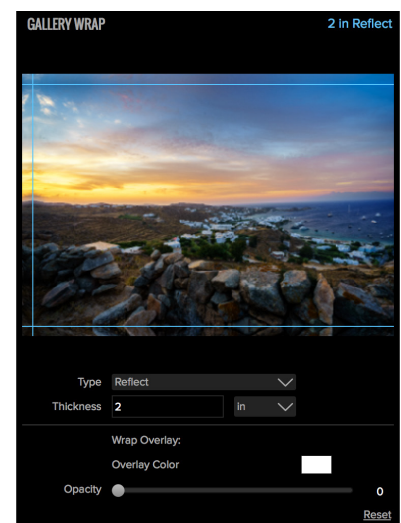 GALLERY WRAP 2 in Reflect
Type Reflect
Thickness 2 in
Wrap Overlay:
Overlay Color
Opacity 0
Reset